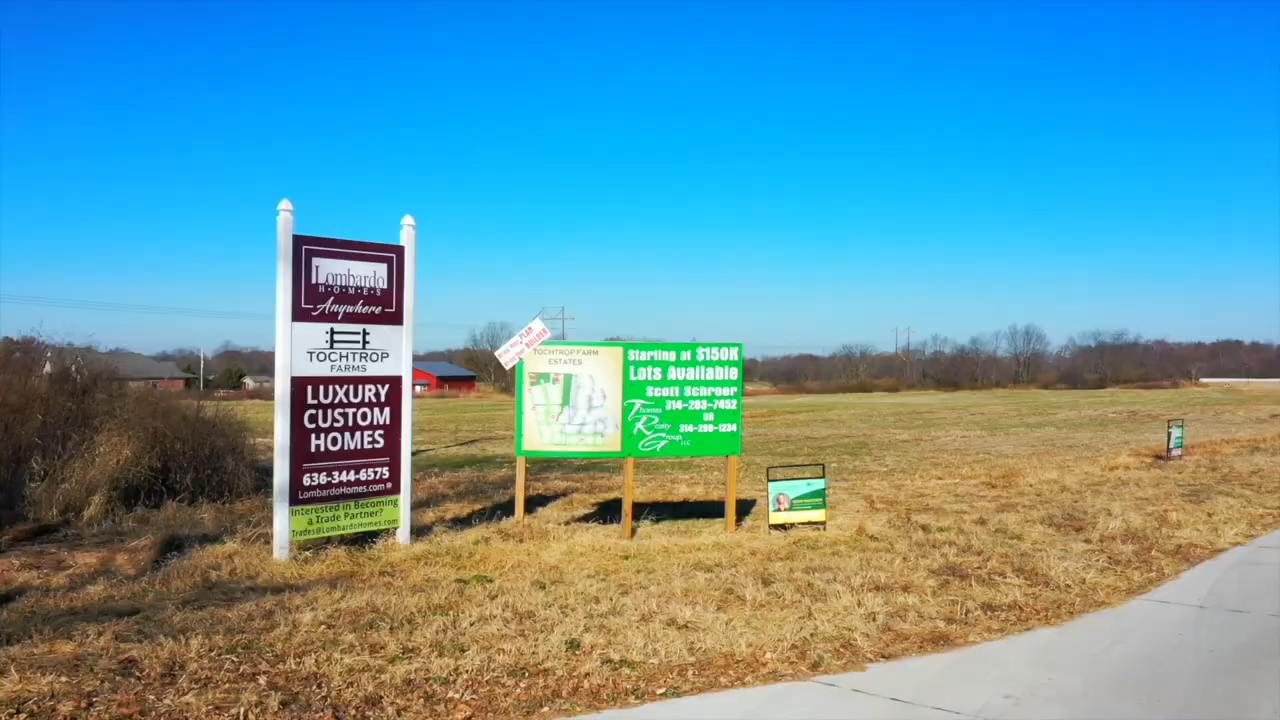 Lombardo
H·O·M·E·S
Anywhere
TOCHTROP
FARMS
LUXURY
CUSTOM
HOMES
636-344-6575
LombardoHomes.com
Interested in Becoming
a Trade Partner?
Trades@LombardoHomes.com
PLAN
BUILDER
TOCHTROP FARM
ESTATES
Starting at $150K
Lots Available
Scott Schroer
314-283-7452
OR
314-299-1234
Thomas
Realty
Group, LLC